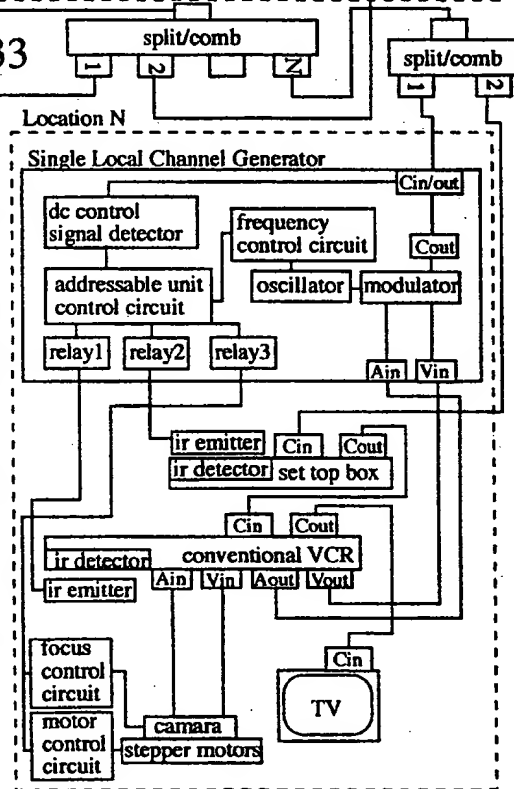 33
split/comb
1
2
N
split/comb
1
2
Location N
Single Local Channel Generator
Cin/out
dc control
signal detector
frequency
control circuit
Cout
addressable unit
control circuit
oscillator
modulator
relay1
relay2
relay3
Ain
Vin
ir emitter
Cin
Cout
ir detector
set top box
Cin
Cout
ir detector
conventional VCR
ir emitter
Ain
Vin
Aout
Vout
focus
control
circuit
Cin
TV
motor
control
circuit
camara
stepper motors